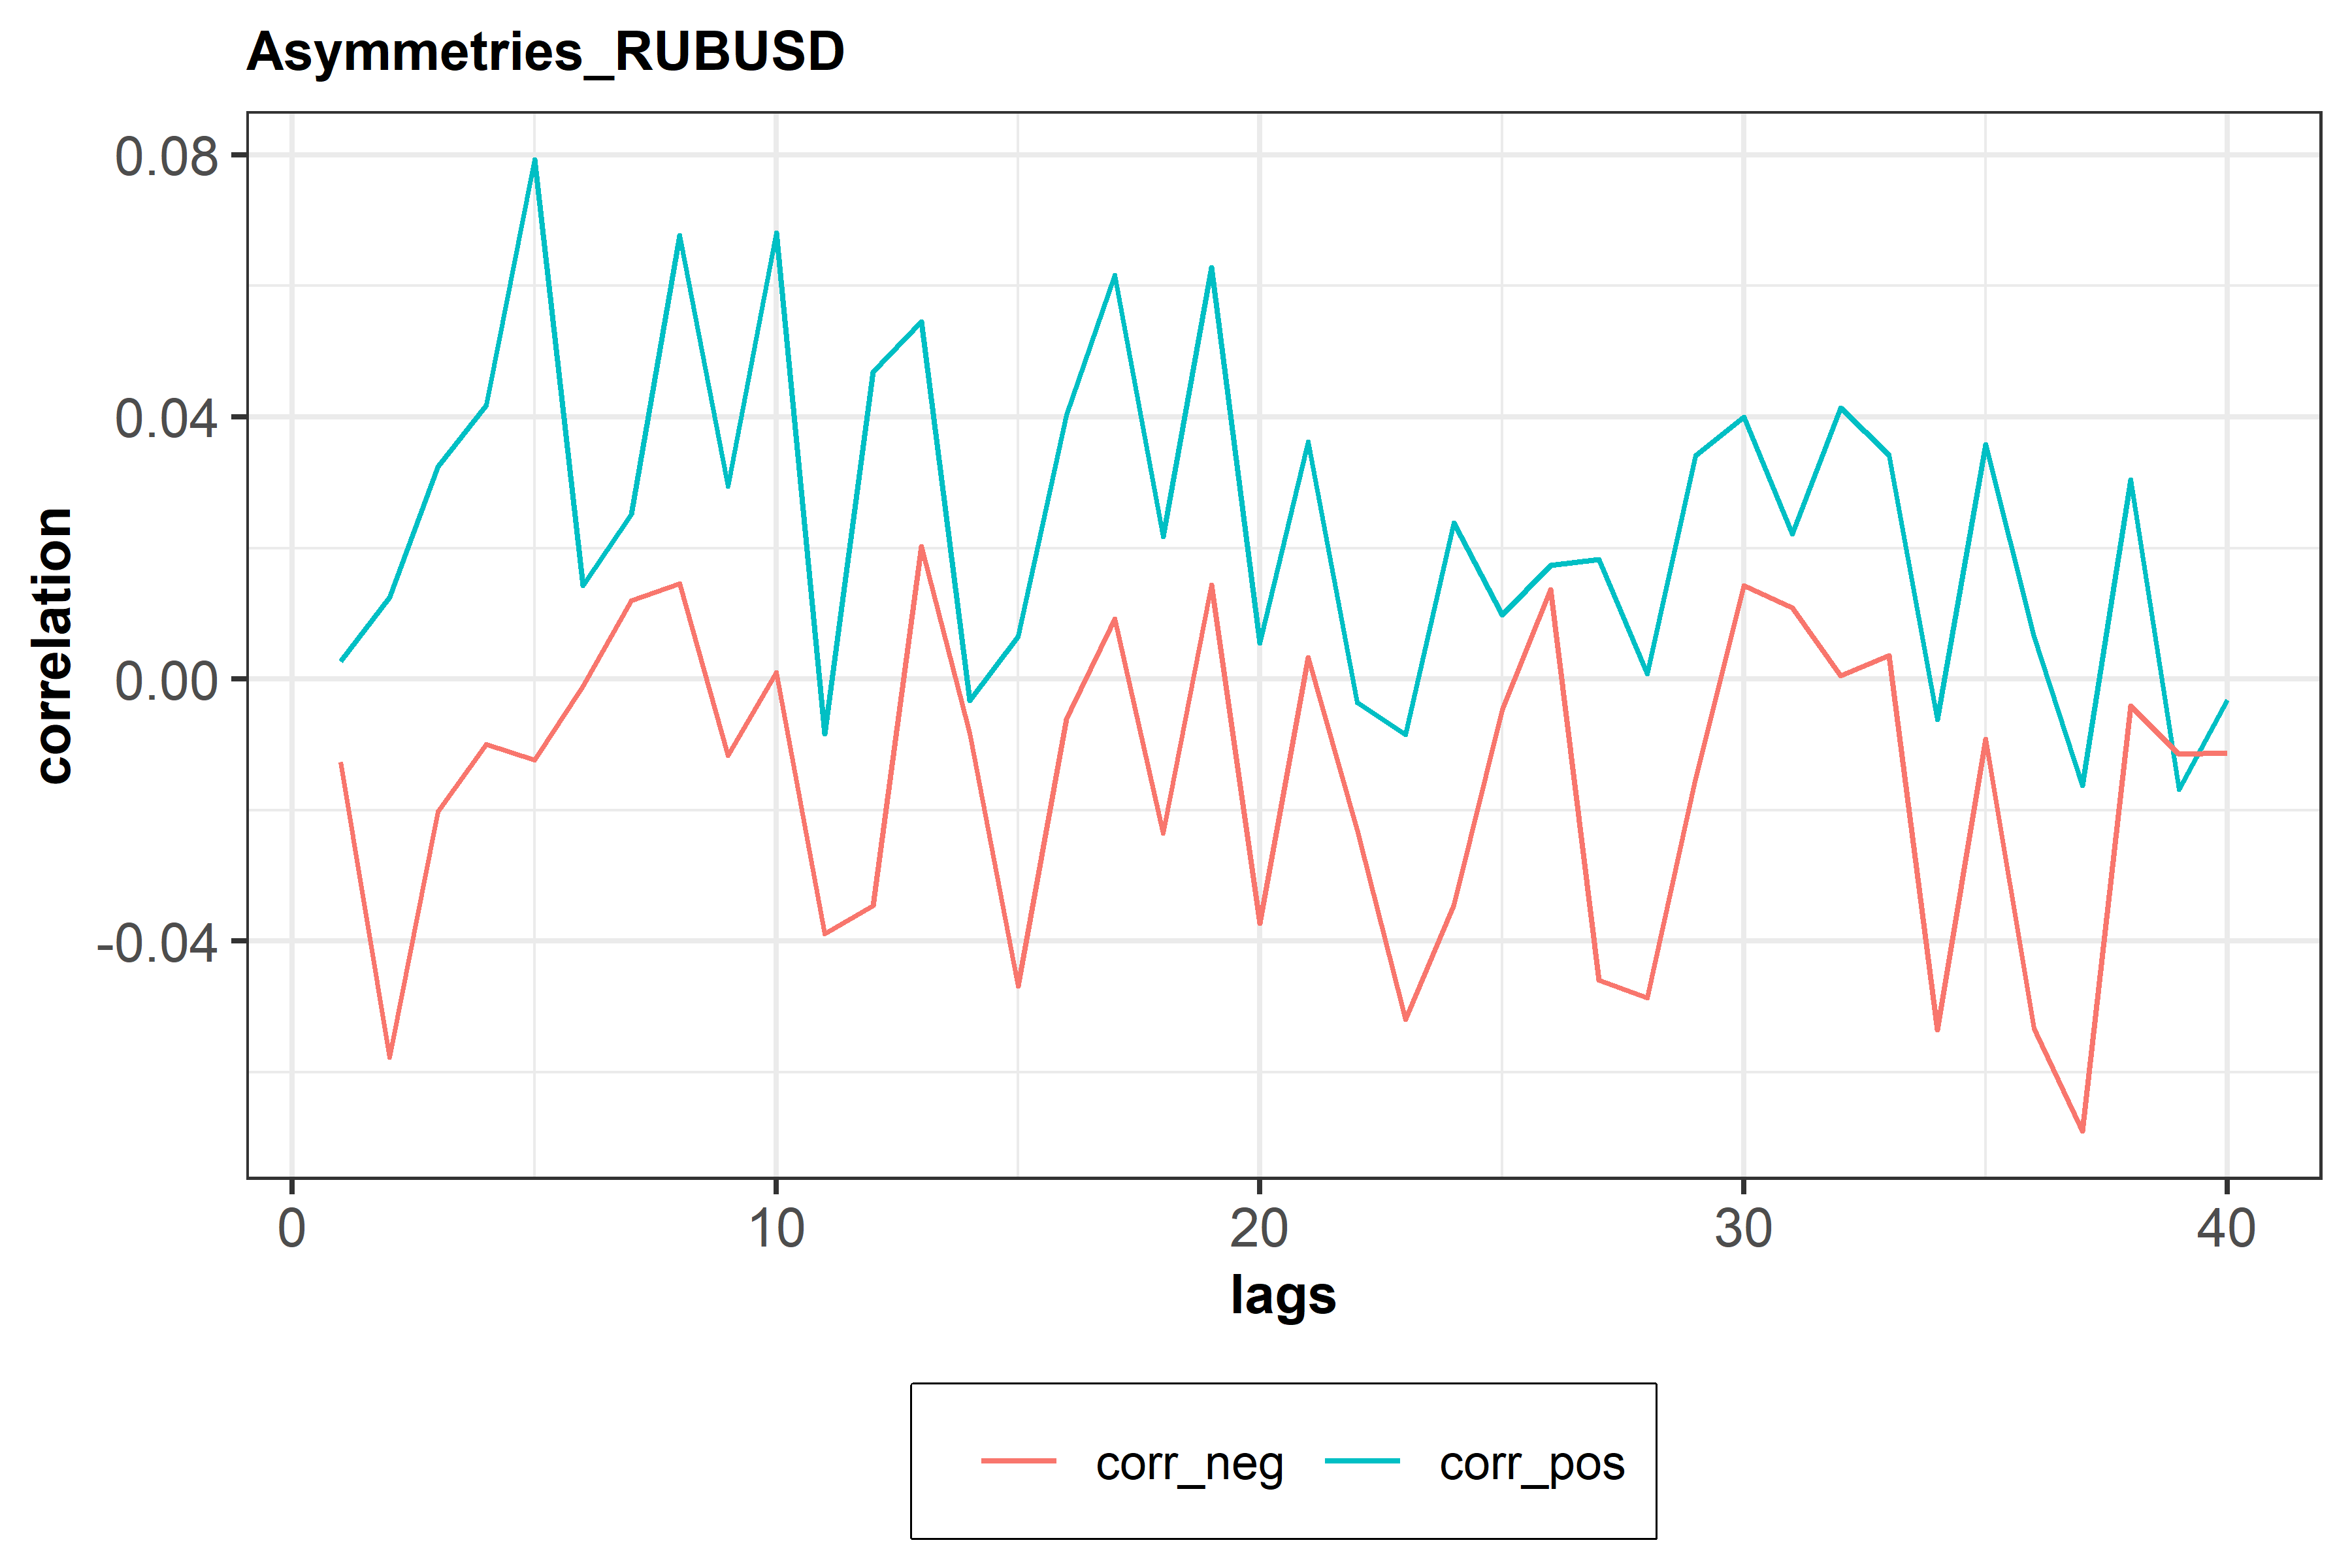 Asymmetries_RUBUSD
0.08
0.04
0.00
-0.04
correlation
0 10 20 30 40
lags
corr_neg corr_pos